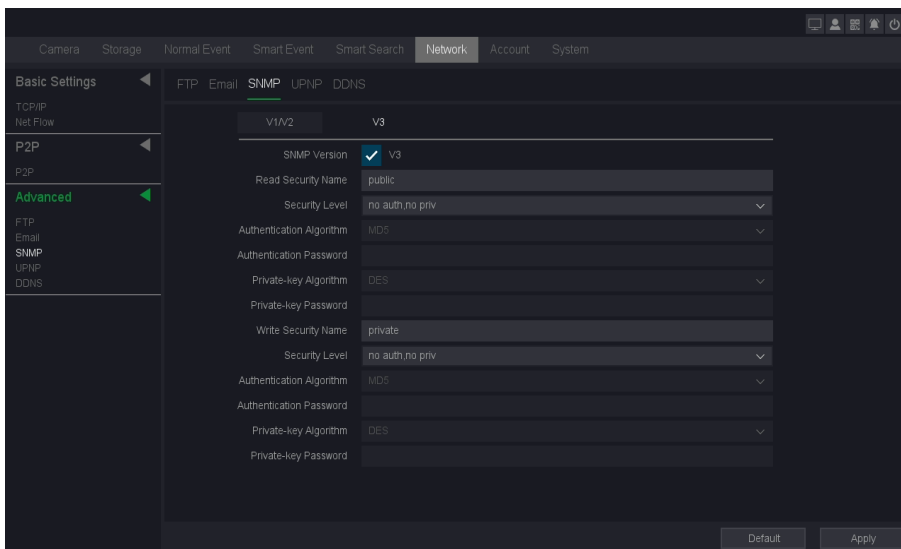 Camera Storage Normal Event Smart Event Smart Search Network Account System
Basic Settings
TCP/IP
Net Flow
P2P
P2P
Advanced
FTP
Email
SNMP
UPNP
DDNS
FTP Email SNMP UPNP DDNS
V1/V2 V3
SNMP Version V3
Read Security Name public
Security Level no auth,no priv
Authentication Algorithm MD5
Authentication Password
Private-key Algorithm DES
Private-key Password
Write Security Name private
Security Level no auth,no priv
Authentication Algorithm MD5
Authentication Password
Private-key Algorithm DES
Private-key Password
Default Apply